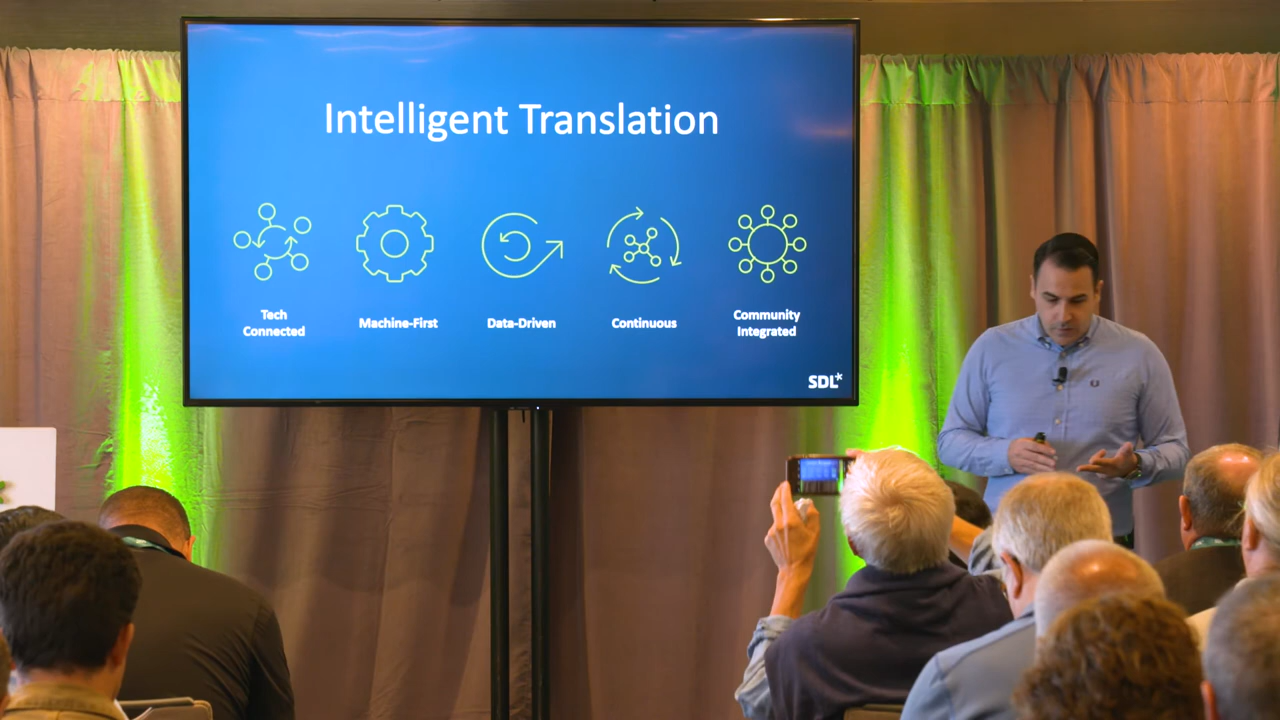 Intelligent Translation
Tech
Connected
Machine-First
Data-Driven
Continuous
Community
Integrated
SDL*